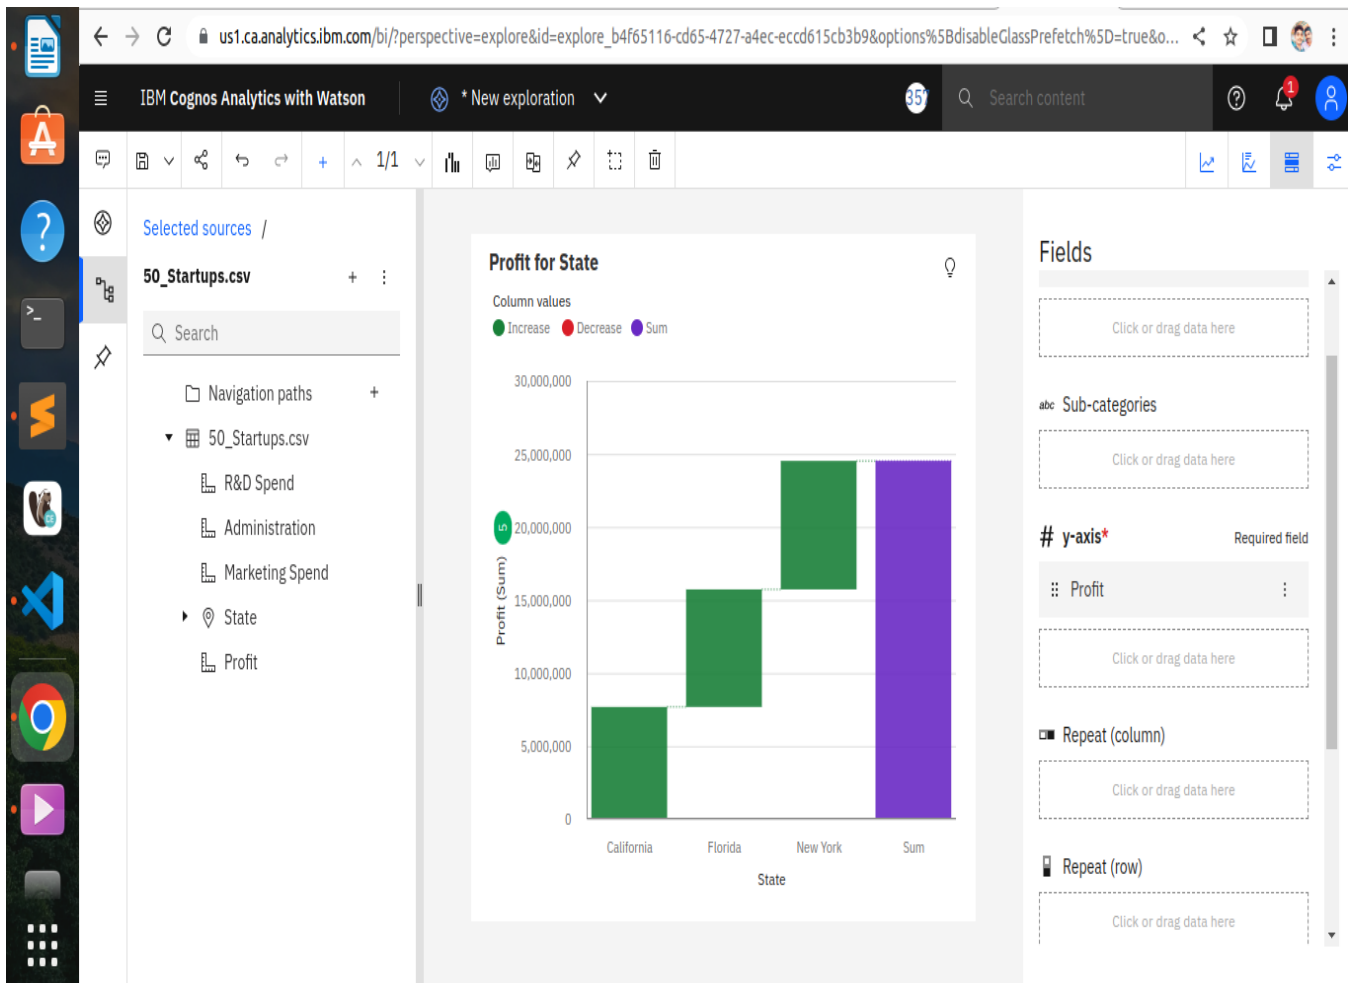 us1.ca.analytics.ibm.com/bi/?perspective=explore&id=explore_b4f65116-cd65-4727-a4ec-eccd615cb3b9&options%5BdisableGlassPrefetch%5D=true&o...
IBM Cognos Analytics with Watson
* New exploration
357
Search content
1
1/1
Selected sources /
50_Startups.csv
Search
Navigation paths
50_Startups.csv
R&D Spend
Administration
Marketing Spend
State
Profit
Profit for State
Column values
Increase Decrease Sum
30,000,000
25,000,000
20,000,000
15,000,000
10,000,000
5,000,000
0
5
Profit (Sum)
California Florida New York Sum
State
Fields
Click or drag data here
abc Sub-categories
Click or drag data here
# y-axis* Required field
Profit
Click or drag data here
Repeat (column)
Click or drag data here
Repeat (row)
Click or drag data here